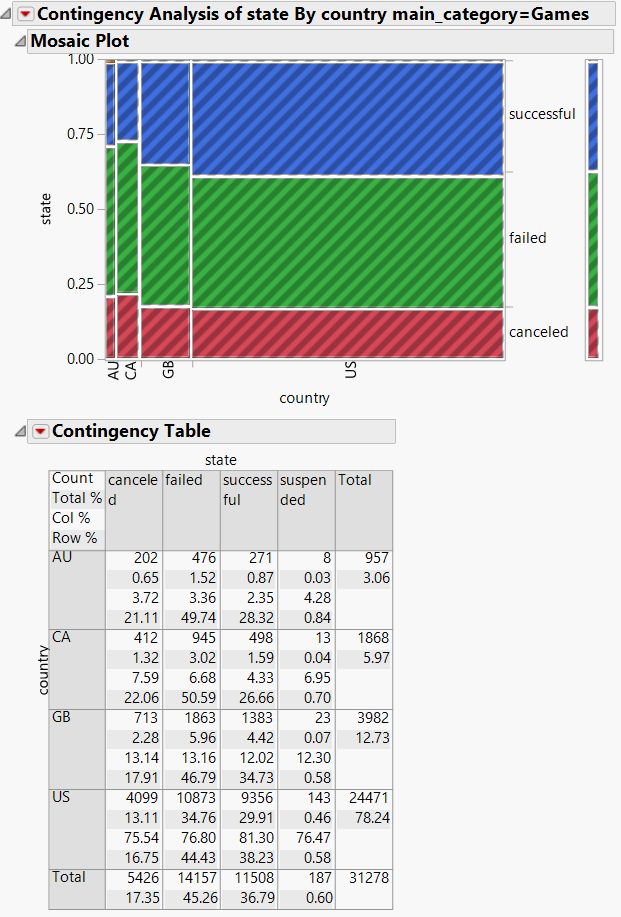 Contingency Analysis of state By country main_category=Games
Mosaic Plot
1.00
0.75
0.50
0.25
0.00
state
successful
failed
canceled
AU
CA
GB
US
country
Contingency Table
state
Count
Total %
Col %
Row %
cancele
d
failed
success
ful
suspen
ded
Total
country
AU
202 476 271 8 957
0.65 1.52 0.87 0.03 3.06
3.72 3.36 2.35 4.28
21.11 49.74 28.32 0.84
CA
412 945 498 13 1868
1.32 3.02 1.59 0.04 5.97
7.59 6.68 4.33 6.95
22.06 50.59 26.66 0.70
GB
713 1863 1383 23 3982
2.28 5.96 4.42 0.07 12.73
13.14 13.16 12.02 12.30
17.91 46.79 34.73 0.58
US
4099 10873 9356 143 24471
13.11 34.76 29.91 0.46 78.24
75.54 76.80 81.30 76.47
16.75 44.43 38.23 0.58
Total
5426 14157 11508 187 31278
17.35 45.26 36.79 0.60